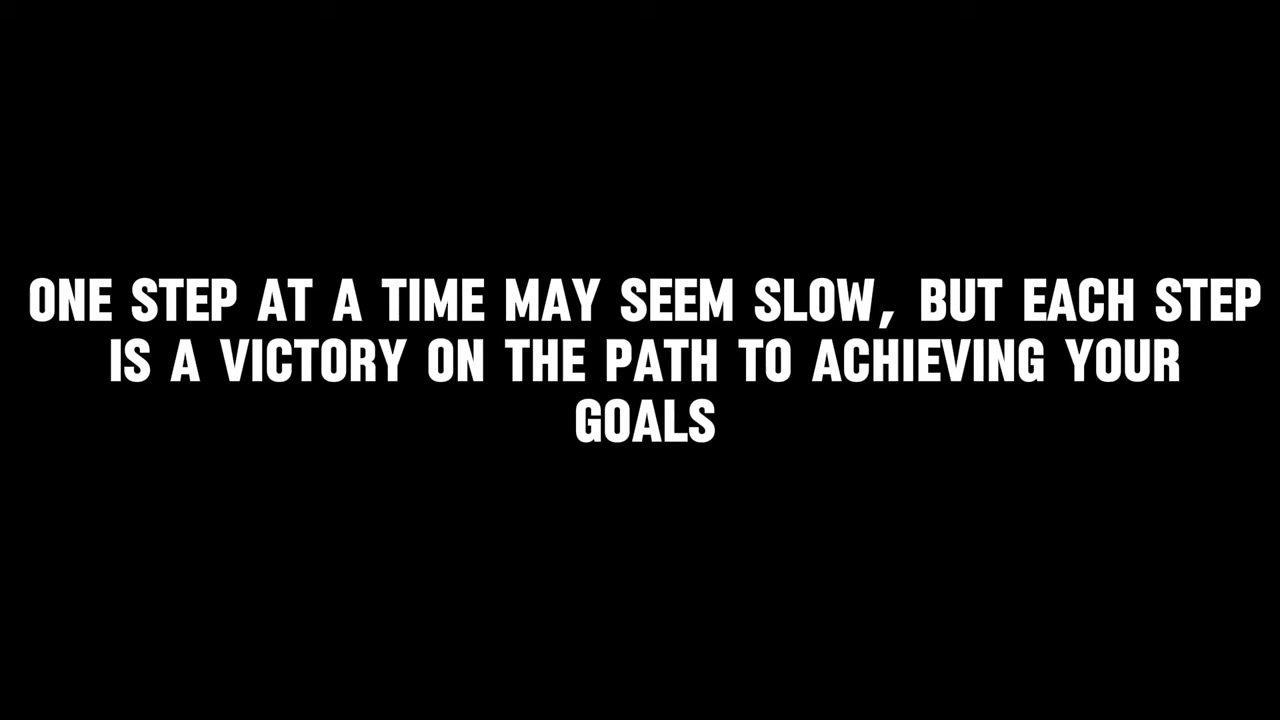 ONE STEP AT A TIME MAY SEEM SLOW, BUT EACH STEP
IS A VICTORY ON THE PATH TO ACHIEVING YOUR
GOALS